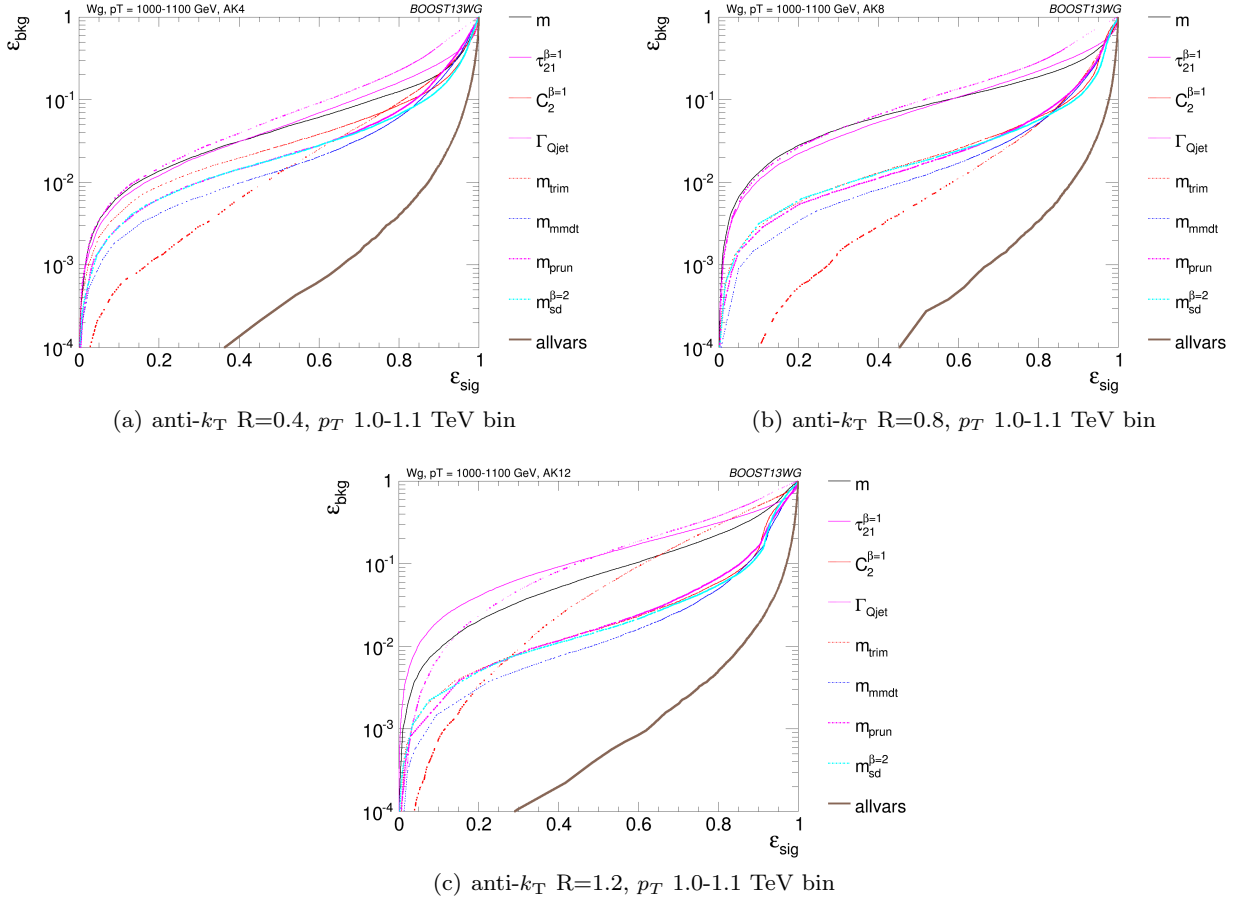 Wg, pT = 1000-1100 GeV, AK4 BOOST13WG
ε_bkg
1
10^-1
10^-2
10^-3
10^-4
0 0.2 0.4 0.6 0.8 1
ε_sig
m
τ_21^β=1
C_2^β=1
Γ_Qjet
m_trim
m_mmdt
m_prun
m_sd^β=2
allvars
(a) anti-k_T R=0.4, p_T 1.0-1.1 TeV bin
Wg, pT = 1000-1100 GeV, AK8 BOOST13WG
ε_bkg
1
10^-1
10^-2
10^-3
10^-4
0 0.2 0.4 0.6 0.8 1
ε_sig
m
τ_21^β=1
C_2^β=1
Γ_Qjet
m_trim
m_mmdt
m_prun
m_sd^β=2
allvars
(b) anti-k_T R=0.8, p_T 1.0-1.1 TeV bin
Wg, pT = 1000-1100 GeV, AK12 BOOST13WG
ε_bkg
1
10^-1
10^-2
10^-3
10^-4
0 0.2 0.4 0.6 0.8 1
ε_sig
m
τ_21^β=1
C_2^β=1
Γ_Qjet
m_trim
m_mmdt
m_prun
m_sd^β=2
allvars
(c) anti-k_T R=1.2, p_T 1.0-1.1 TeV bin